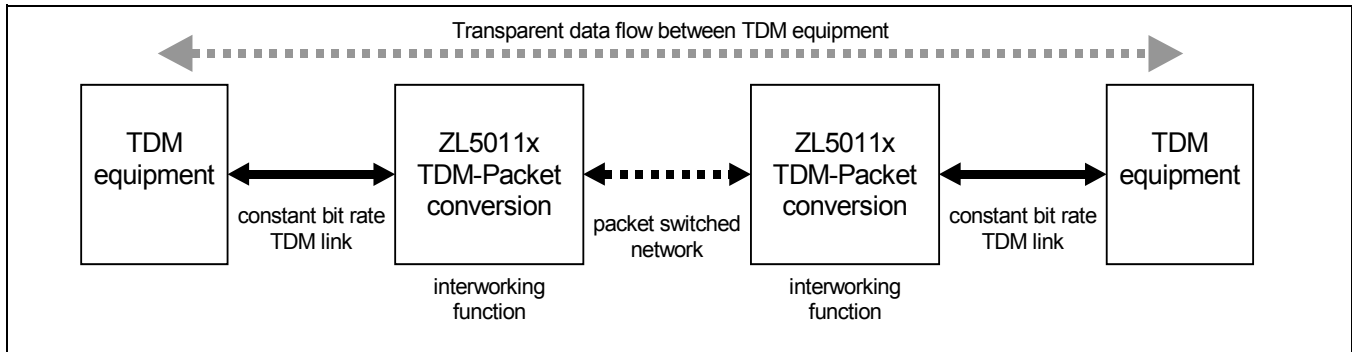 Transparent data flow between TDM equipment
TDM
equipment
ZL5011x
TDM-Packet
conversion
ZL5011x
TDM-Packet
conversion
TDM
equipment
constant bit rate
TDM link
packet switched
network
constant bit rate
TDM link
interworking
function
interworking
function